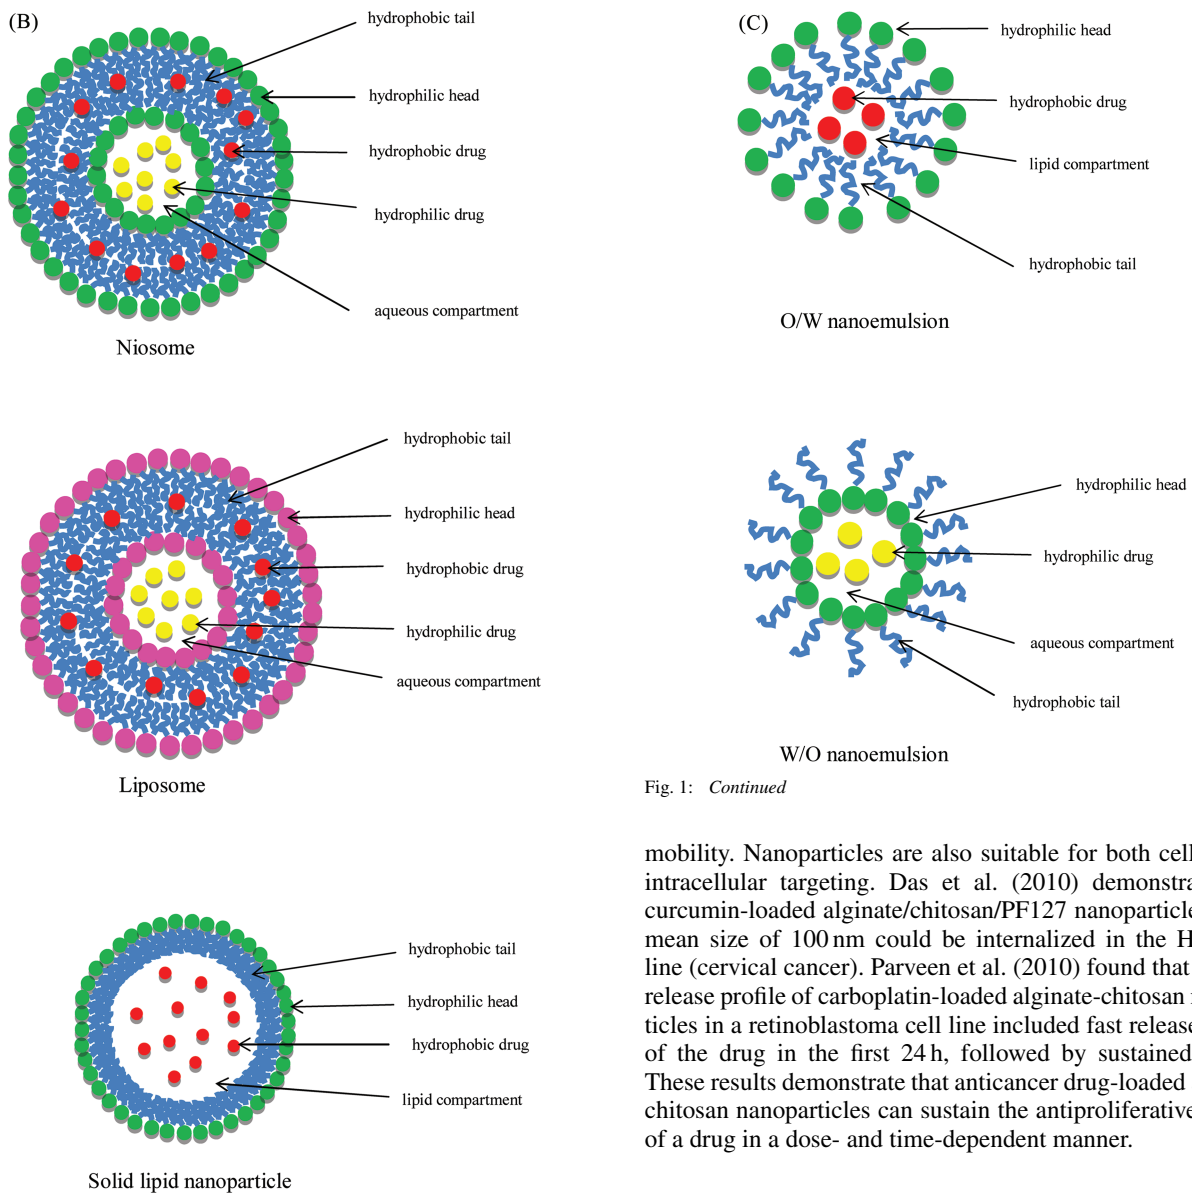 (B)
hydrophobic tail
hydrophilic head
hydrophobic drug
hydrophilic drug
aqueous compartment
Niosome
hydrophobic tail
hydrophilic head
hydrophobic drug
hydrophilic drug
aqueous compartment
Liposome
hydrophobic tail
hydrophilic head
hydrophobic drug
lipid compartment
Solid lipid nanoparticle
(C)
hydrophilic head
hydrophobic drug
lipid compartment
hydrophobic tail
O/W nanoemulsion
hydrophilic head
hydrophilic drug
aqueous compartment
hydrophobic tail
W/O nanoemulsion
Fig. 1: Continued
mobility. Nanoparticles are also suitable for both cell
intracellular targeting. Das et al. (2010) demonstra
curcumin-loaded alginate/chitosan/PF127 nanoparticle
mean size of 100 nm could be internalized in the H
line (cervical cancer). Parveen et al. (2010) found that
release profile of carboplatin-loaded alginate-chitosan
ticles in a retinoblastoma cell line included fast release
of the drug in the first 24 h, followed by sustained
These results demonstrate that anticancer drug-loaded
chitosan nanoparticles can sustain the antiproliferative
of a drug in a dose- and time-dependent manner.